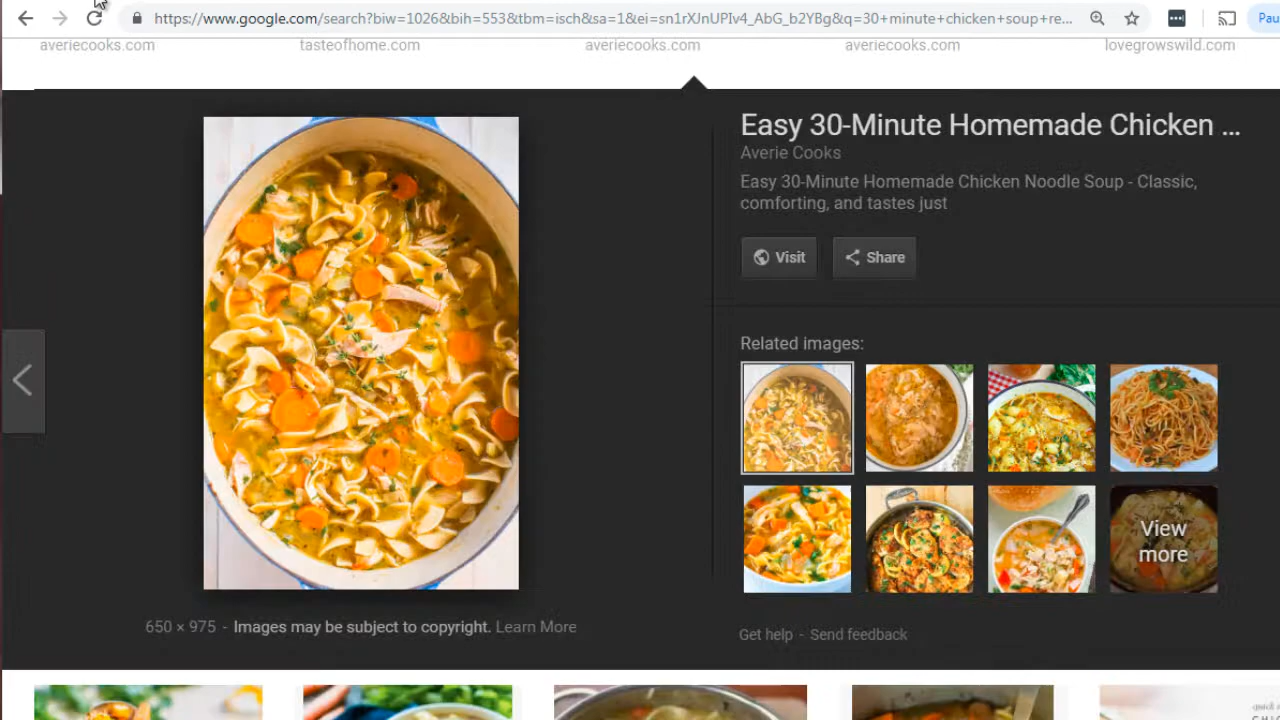 https://www.google.com/search?biw=1026&bih=553&tbm=isch&sa=1&ei=sn1rXJnUPIv4_AbG_b2YBg&q=30+minute+chicken+soup+re...
Pau
averiecooks.com
tasteofhome.com
averiecooks.com
averiecooks.com
lovegrowswild.com
Easy 30-Minute Homemade Chicken ...
Averie Cooks
Easy 30-Minute Homemade Chicken Noodle Soup - Classic,
comforting, and tastes just
Visit
Share
Related images:
View
more
650 × 975 - Images may be subject to copyright. Learn More
Get help - Send feedback